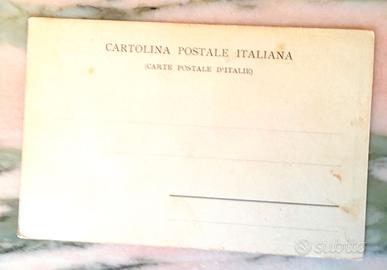 CARTOLINA POSTALE ITALIANA
(CARTE POSTALE D'ITALIE)
subito